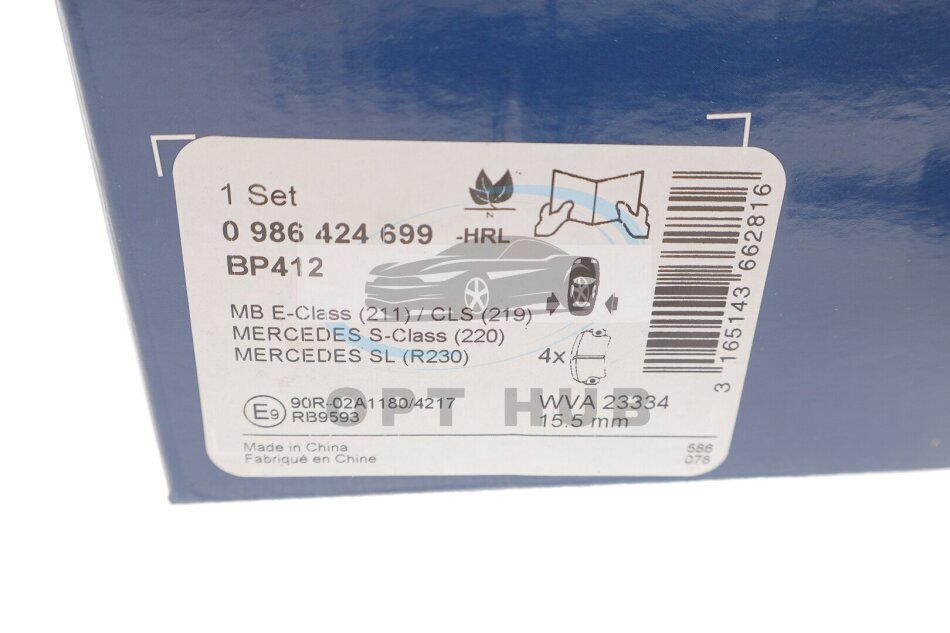 1 Set
N
0 986 424 699 -HRL
BP412
MB E-Class (211) / CLS (219)
MERCEDES S-Class (220)
MERCEDES SL (R230)
4x
3 165143 662816
OPT HUB
E9
90R-02A1180/4217
RB9593
WVA 23334
15.5 mm
Made in China
Fabriqué en Chine
586
078